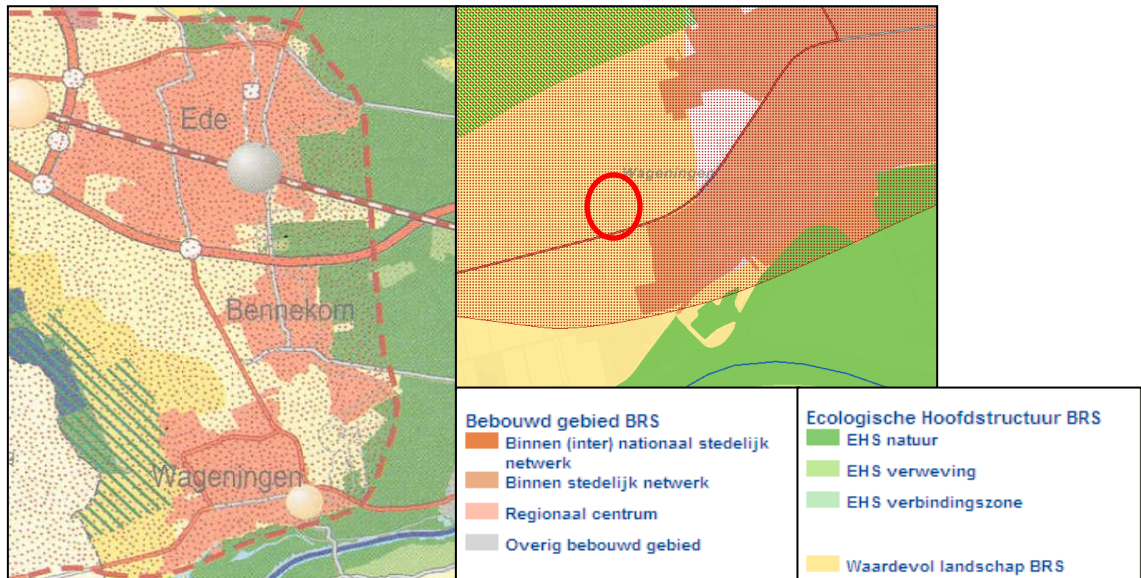 Ede
Bennekom
Wageningen
Wageningen
Bebouwd gebied BRS
Binnen (inter) nationaal stedelijk
netwerk
Binnen stedelijk netwerk
Regionaal centrum
Overig bebouwd gebied
Ecologische Hoofdstructuur BRS
EHS natuur
EHS verweving
EHS verbindingszone
Waardevol landschap BRS